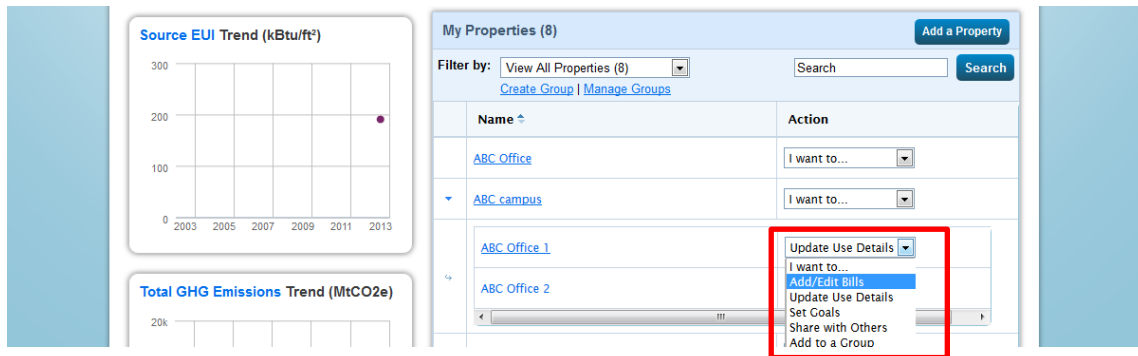 Source EUI Trend (kBtu/ft²)
300
200
100
0
2003 2005 2007 2009 2011 2013
Total GHG Emissions Trend (MtCO2e)
20k
My Properties (8)
Add a Property
Filter by: View All Properties (8)
Search
Search
Create Group | Manage Groups
Name
Action
ABC Office
I want to...
ABC campus
I want to...
ABC Office 1
Update Use Details
ABC Office 2
I want to...
Add/Edit Bills
Update Use Details
Set Goals
Share with Others
Add to a Group